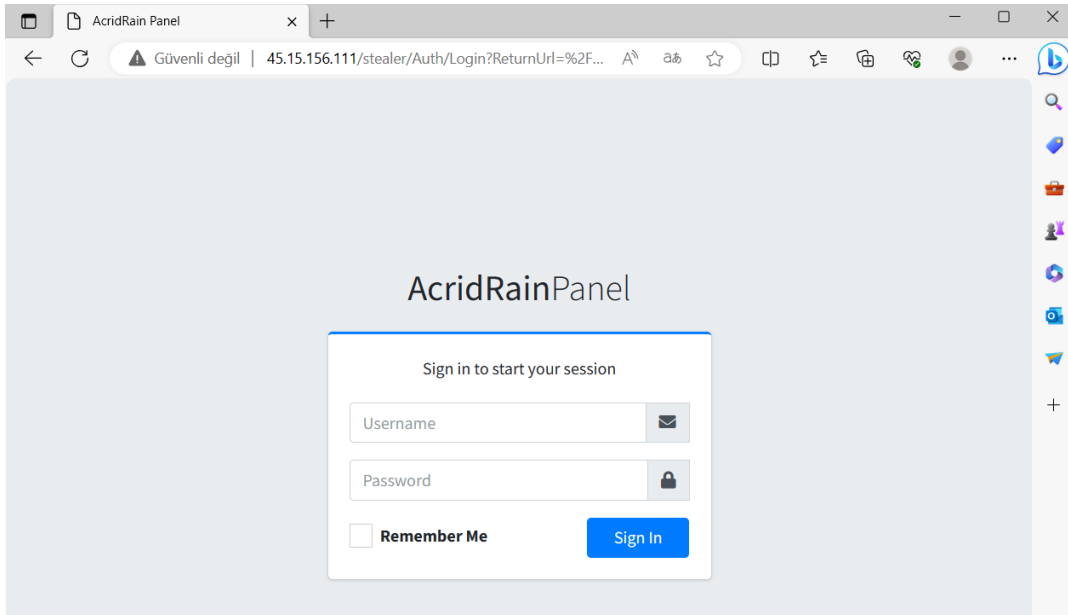 AcridRain Panel
Güvenli değil | 45.15.156.111/stealer/Auth/Login?ReturnUrl=%2F...
AcridRainPanel
Sign in to start your session
Username
Password
Remember Me
Sign In